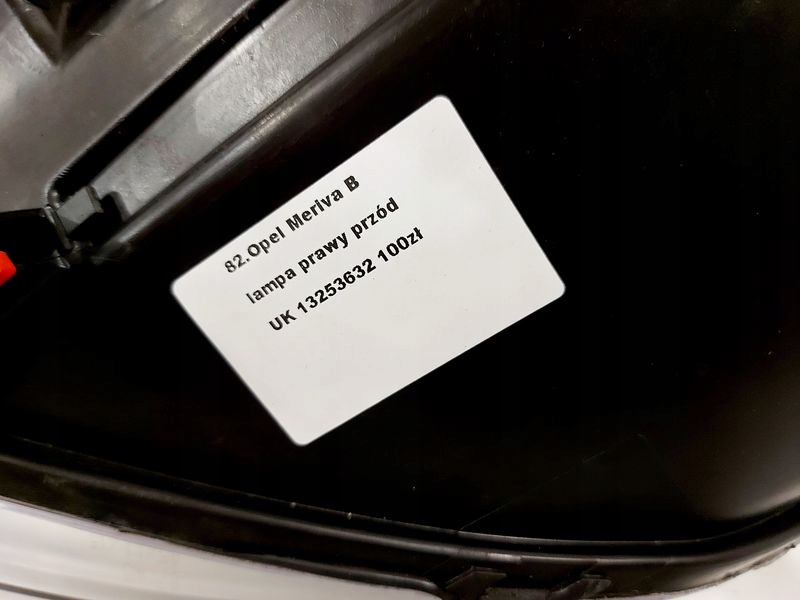 82.Opel Meriva B
lampa prawy przód
UK 13253632 100zł